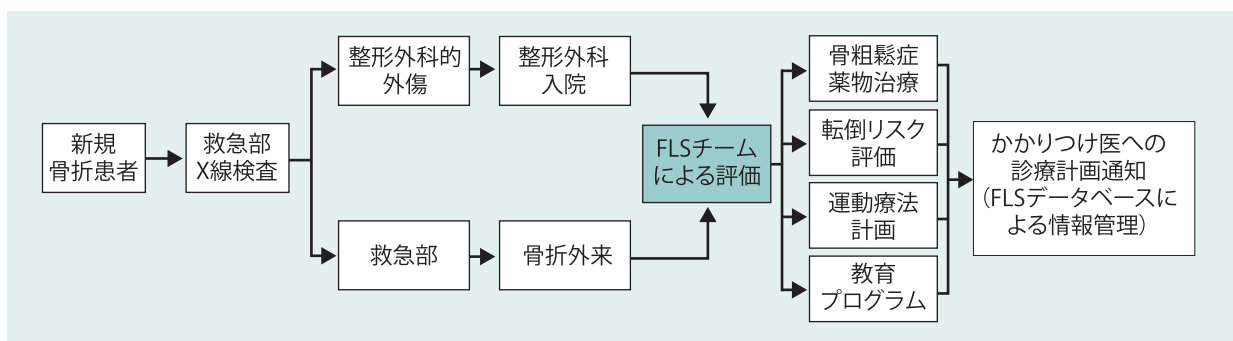 新規
骨折患者
救急部
X線検査
整形外科的
外傷
整形外科
入院
救急部
骨折外来
FLSチーム
による評価
骨粗鬆症
薬物治療
転倒リスク
評価
運動療法
計画
教育
プログラム
かかりつけ医への
診療計画通知
（FLSデータベースに
よる情報管理）